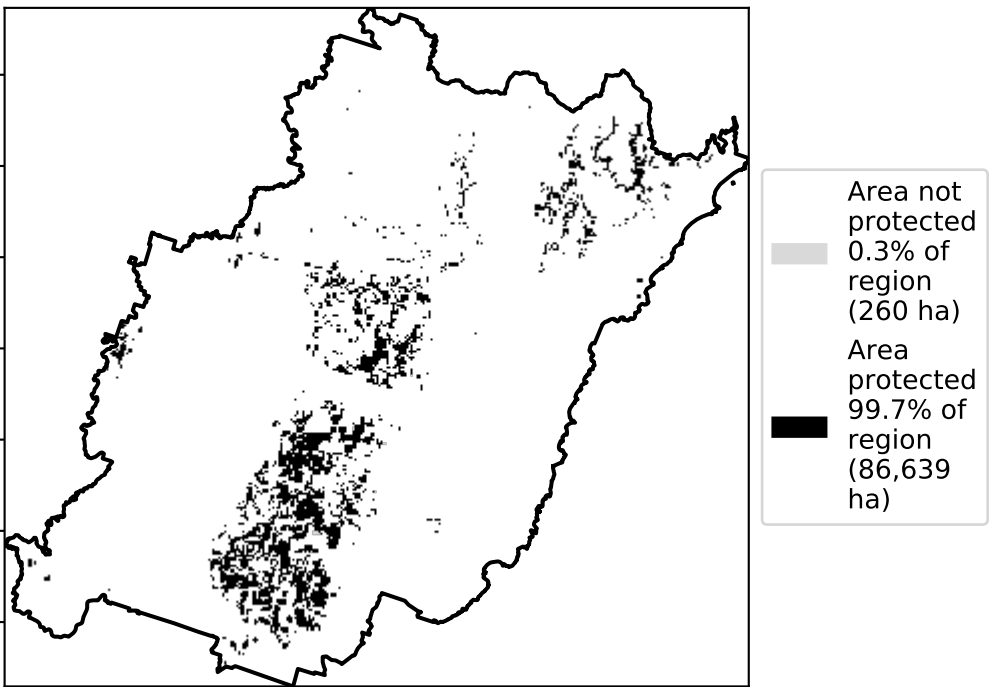 Area not
protected
0.3% of
region
(260 ha)
Area
protected
99.7% of
region
(86,639
ha)